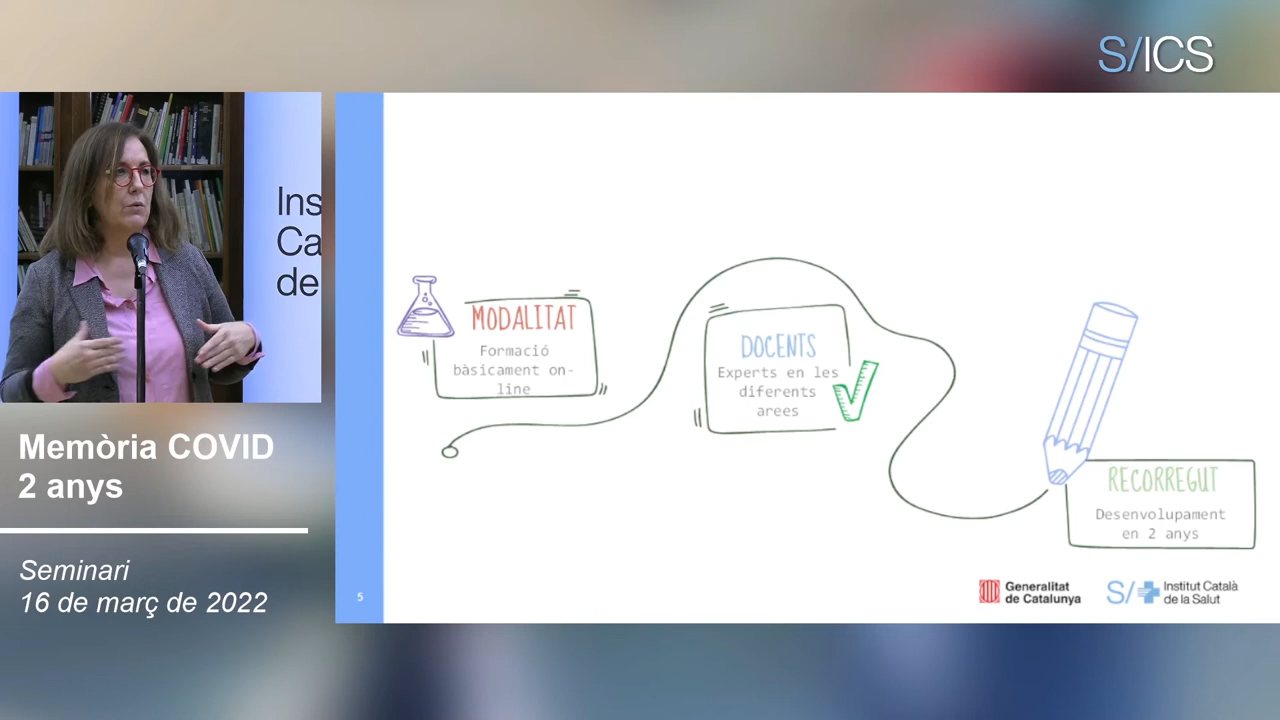 S/ICS
Ins
Ca
de
Memòria COVID
2 anys
Seminari
16 de març de 2022
MODALITAT
Formació
bàsicament on-
line
DOCENTS
Experts en les
diferents
arees
RECORREGUT
Desenvolupament
en 2 anys
5
Generalitat
de Catalunya
S/
Institut Català
de la Salut